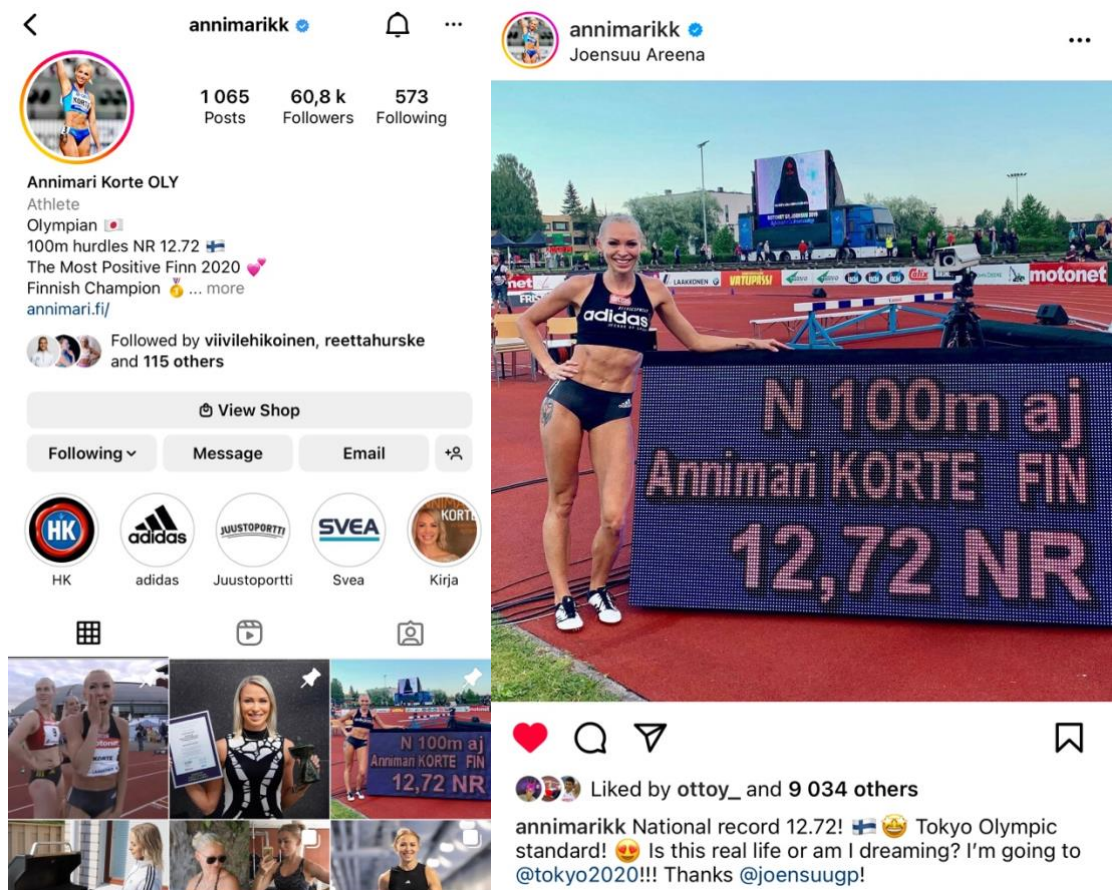 annimarikk
1 065
60,8 k
573
Posts
Followers
Following
Annimari Korte OLY
Athlete
Olympian 🇯🇵
100m hurdles NR 12.72 🇫🇮
The Most Positive Finn 2020 💞
Finnish Champion 🥇 ... more
annimari.fi/
Followed by viivilehikoinen, reettahurske
and 115 others
View Shop
Following
Message
Email
HK
adidas
JUUSTOPORTTI
SVEA
KORTE
HK
adidas
Juustoportti
Svea
Kirja
KORTE
N 100m aj
Annimari KORTE FIN
12,72 NR
annimarikk
Joensuu Areena
LAAKKONEN
VATUPASSI
motonet
adidas
N 100m aj
Annimari KORTE FIN
12,72 NR
Liked by ottoy_ and 9 034 others
annimarikk National record 12.72! 🇫🇮 🤩 Tokyo Olympic
standard! 😍 Is this real life or am I dreaming? I'm going to
@tokyo2020!!! Thanks @joensuugp!